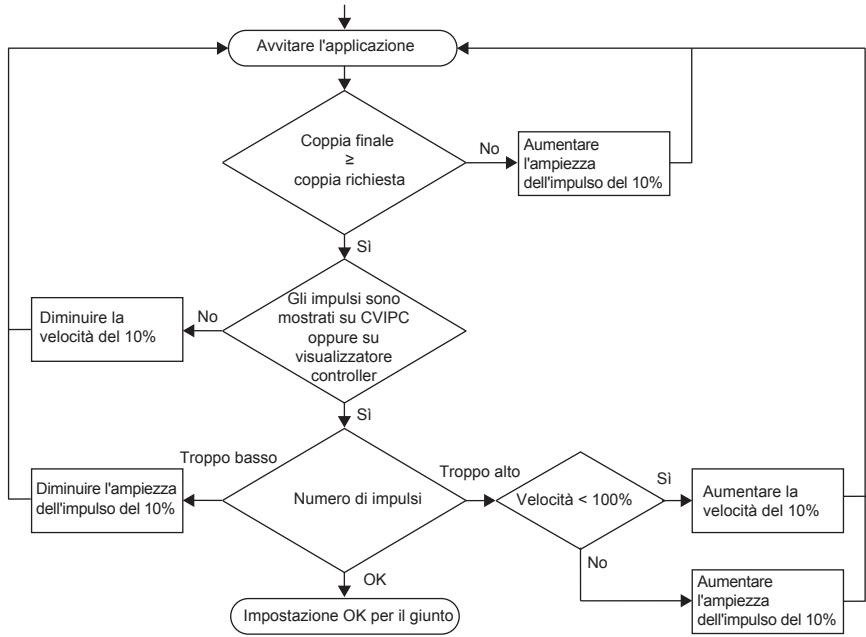 Avvitare l'applicazione
Coppia finale
≥
coppia richiesta
No
Aumentare
l'ampiezza
dell'impulso del 10%
Sì
Gli impulsi sono
mostrati su CVIPC
oppure su
visualizzatore
controller
No
Diminuire la
velocità del 10%
Sì
Troppo basso
Diminuire l'ampiezza
dell'impulso del 10%
Numero di impulsi
Troppo alto
Velocità < 100%
Sì
Aumentare la
velocità del 10%
No
Aumentare
l'ampiezza
dell'impulso del 10%
OK
Impostazione OK per il giunto